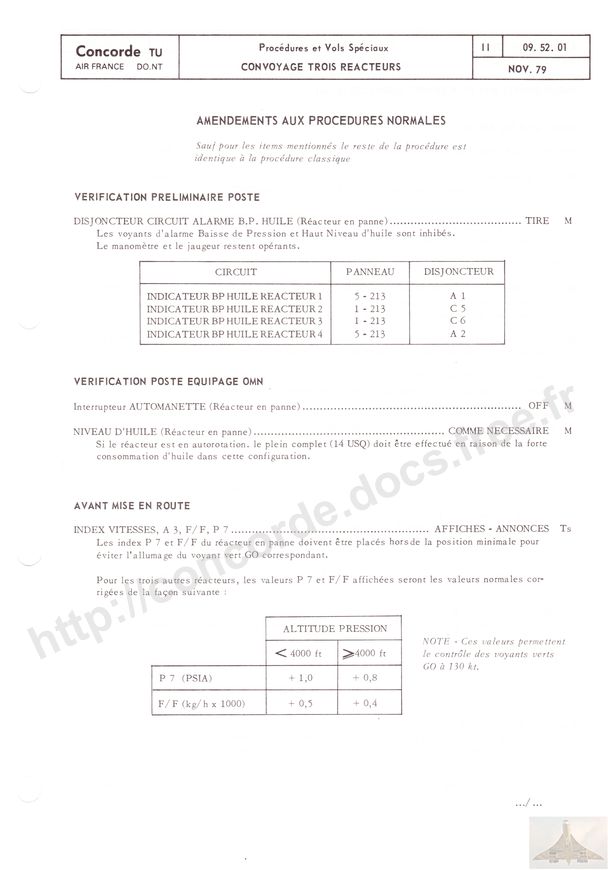 Concorde TU
AIR FRANCE DO.NT
Procédures et Vols Spéciaux
CONVOYAGE TROIS REACTEURS
II
09. 52. 01
NOV. 79
AMENDEMENTS AUX PROCEDURES NORMALES
Sauf pour les items mentionnés le reste de la procédure est
identique à la procédure classique
VERIFICATION PRELIMINAIRE POSTE
DISJONCTEUR CIRCUIT ALARME B.P. HUILE (Réacteur en panne)........................................ TIRE M
Les voyants d'alarme Baisse de Pression et Haut Niveau d'huile sont inhibés.
Le manomètre et le jaugeur restent opérants.
CIRCUIT PANNEAU DISJONCTEUR
INDICATEUR BP HUILE REACTEUR 1 5 - 213 A 1
INDICATEUR BP HUILE REACTEUR 2 1 - 213 C 5
INDICATEUR BP HUILE REACTEUR 3 1 - 213 C 6
INDICATEUR BP HUILE REACTEUR 4 5 - 213 A 2
VERIFICATION POSTE EQUIPAGE OMN
Interrupteur AUTOMANETTE (Réacteur en panne)................................................................ OFF M
NIVEAU D'HUILE (Réacteur en panne) .................................................. COMME NECESSAIRE M
Si le réacteur est en autorotation. le plein complet (14 USQ) doit être effectué en raison de la forte
consommation d'huile dans cette configuration.
AVANT MISE EN ROUTE
INDEX VITESSES, A 3, F/F, P 7 ............................................................ AFFICHES - ANNONCES Ts
Les index P 7 et F/F du réacteur en panne doivent être placés hors de la position minimale pour
éviter l'allumage du voyant vert GO correspondant.
Pour les trois autres réacteurs, les valeurs P 7 et F/F affichées seront les valeurs normales cor-
rigées de la façon suivante :
ALTITUDE PRESSION
< 4000 ft ⩾4000 ft
P 7 (PSIA) + 1,0 + 0,8
F/F (kg/h x 1000) + 0,5 + 0,4
NOTE - Ces valeurs permettent
le contrôle des voyants verts
GO à 130 kt.
.../ ...
http://concorde.docs.free.fr